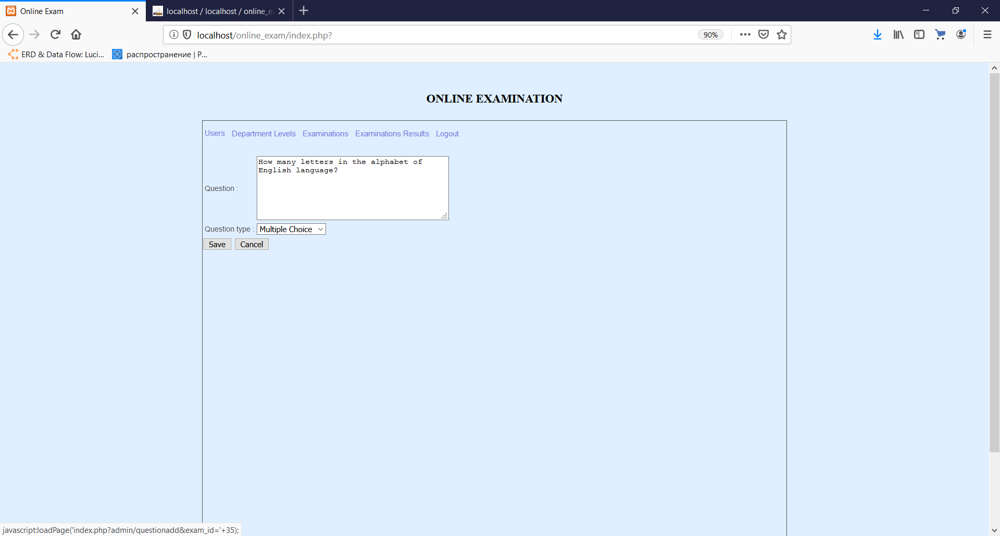 Online Exam
localhost / localhost / online_e
localhost/online_exam/index.php?
90%
ERD & Data Flow: Luci...
распространение | P...
ONLINE EXAMINATION
Users Department Levels Examinations Examinations Results Logout
How many letters in the alphabet of
English language?
Question :
Question type : Multiple Choice
Save Cancel
javascript:loadPage('index.php?admin/questionadd&exam_id='+35);